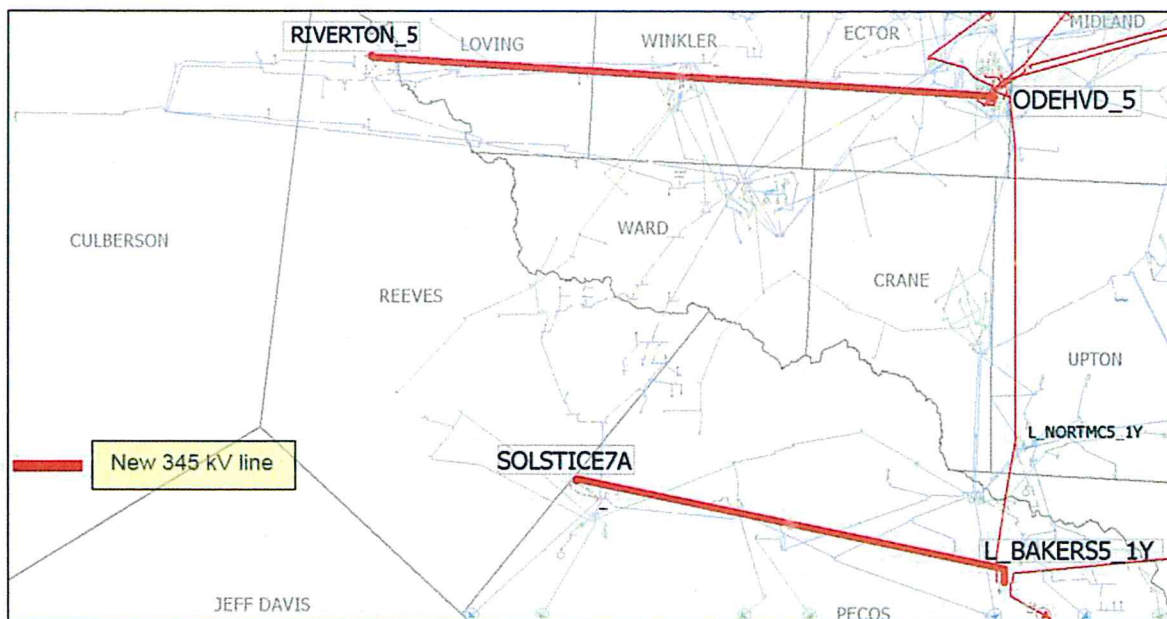 MIDLAND
RIVERTON_5
LOVING
WINKLER
ECTOR
ODEHVD_5
CULBERSON
WARD
REEVES
CRANE
UPTON
L_NORTMC5_1Y
New 345 kV line
SOLSTICE7A
L_BAKERS5_1Y
JEFF DAVIS
PECOS